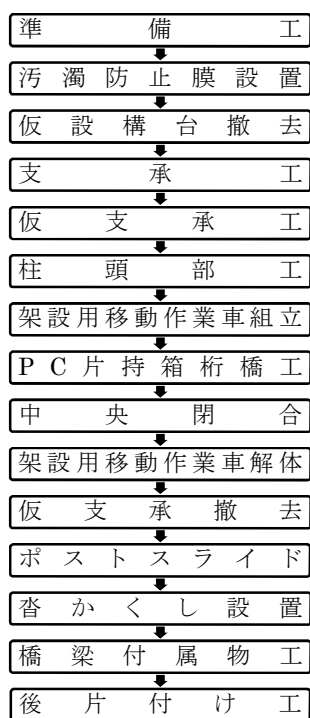 準備工
汚濁防止膜設置
仮設構台撤去
支承工
仮支承工
柱頭部工
架設用移動作業車組立
PC片持箱桁橋工
中央閉合
架設用移動作業車解体
仮支承撤去
ポストスライド
沓かくし設置
橋梁付属物工
後片付け工